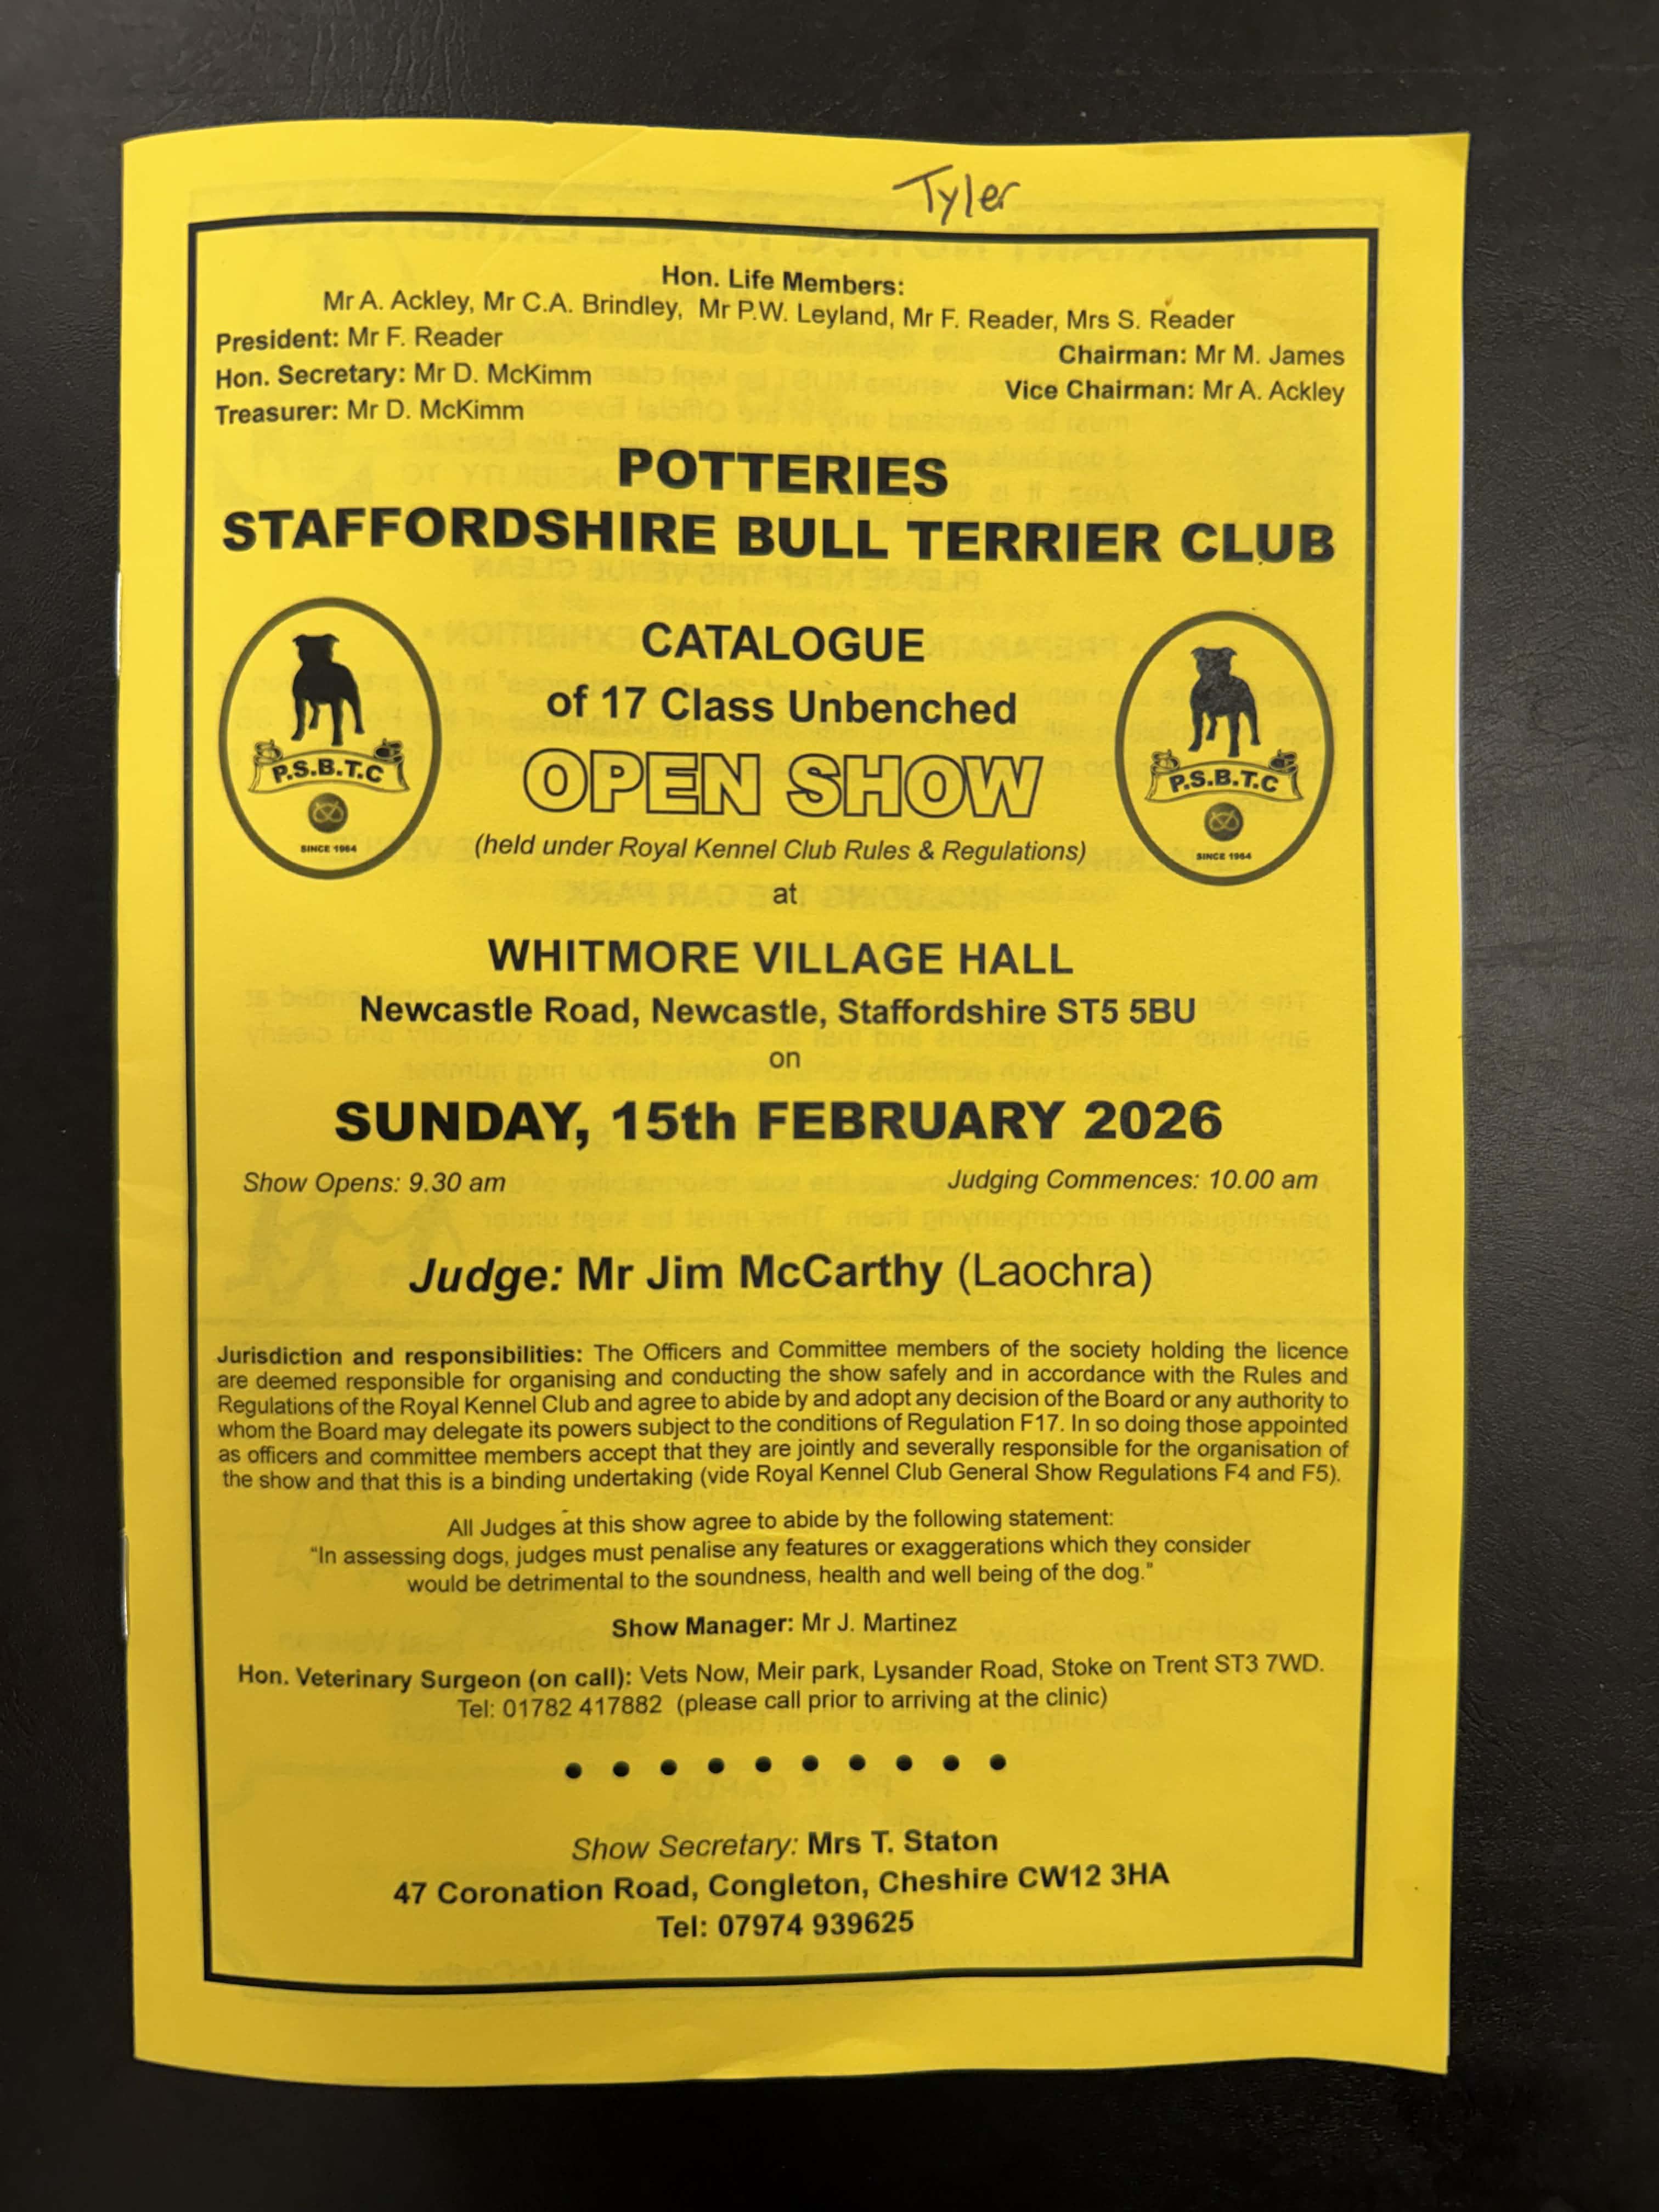 Tyler
Hon. Life Members:
Mr A. Ackley, Mr C.A. Brindley, Mr P.W. Leyland, Mr F. Reader, Mrs S. Reader
President: Mr F. Reader
Chairman: Mr M. James
Hon. Secretary: Mr D. McKimm
Vice Chairman: Mr A. Ackley
Treasurer: Mr D. McKimm
POTTERIES
STAFFORDSHIRE BULL TERRIER CLUB
CATALOGUE
of 17 Class Unbenched
OPEN SHOW
(held under Royal Kennel Club Rules & Regulations)
P.S.B.T.C
SINCE 1964
P.S.B.T.C
SINCE 1964
at
WHITMORE VILLAGE HALL
Newcastle Road, Newcastle, Staffordshire ST5 5BU
on
SUNDAY, 15th FEBRUARY 2026
Show Opens: 9.30 am
Judging Commences: 10.00 am
Judge: Mr Jim McCarthy (Laochra)
Jurisdiction and responsibilities: The Officers and Committee members of the society holding the licence
are deemed responsible for organising and conducting the show safely and in accordance with the Rules and
Regulations of the Royal Kennel Club and agree to abide by and adopt any decision of the Board or any authority to
whom the Board may delegate its powers subject to the conditions of Regulation F17. In so doing those appointed
as officers and committee members accept that they are jointly and severally responsible for the organisation of
the show and that this is a binding undertaking (vide Royal Kennel Club General Show Regulations F4 and F5).
All Judges at this show agree to abide by the following statement:
“In assessing dogs, judges must penalise any features or exaggerations which they consider
would be detrimental to the soundness, health and well being of the dog.”
Show Manager: Mr J. Martinez
Hon. Veterinary Surgeon (on call): Vets Now, Meir park, Lysander Road, Stoke on Trent ST3 7WD.
Tel: 01782 417882 (please call prior to arriving at the clinic)
Show Secretary: Mrs T. Staton
47 Coronation Road, Congleton, Cheshire CW12 3HA
Tel: 07974 939625